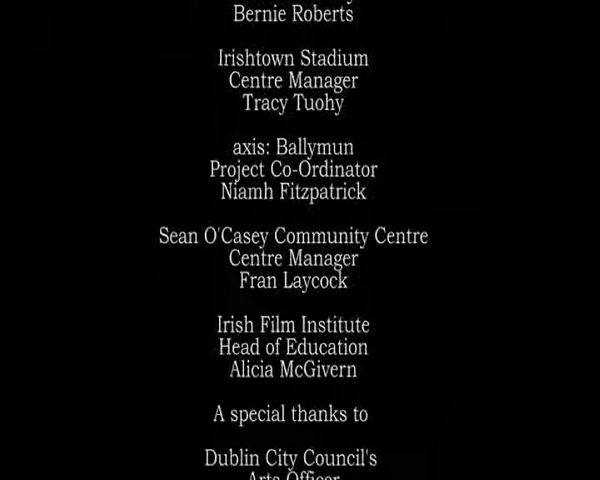 Bernie Roberts
Irishtown Stadium
Centre Manager
Tracy Tuohy
axis: Ballymun
Project Co-Ordinator
Niamh Fitzpatrick
Sean O'Casey Community Centre
Centre Manager
Fran Laycock
Irish Film Institute
Head of Education
Alicia McGivern
A special thanks to
Dublin City Council's
Arts Officer